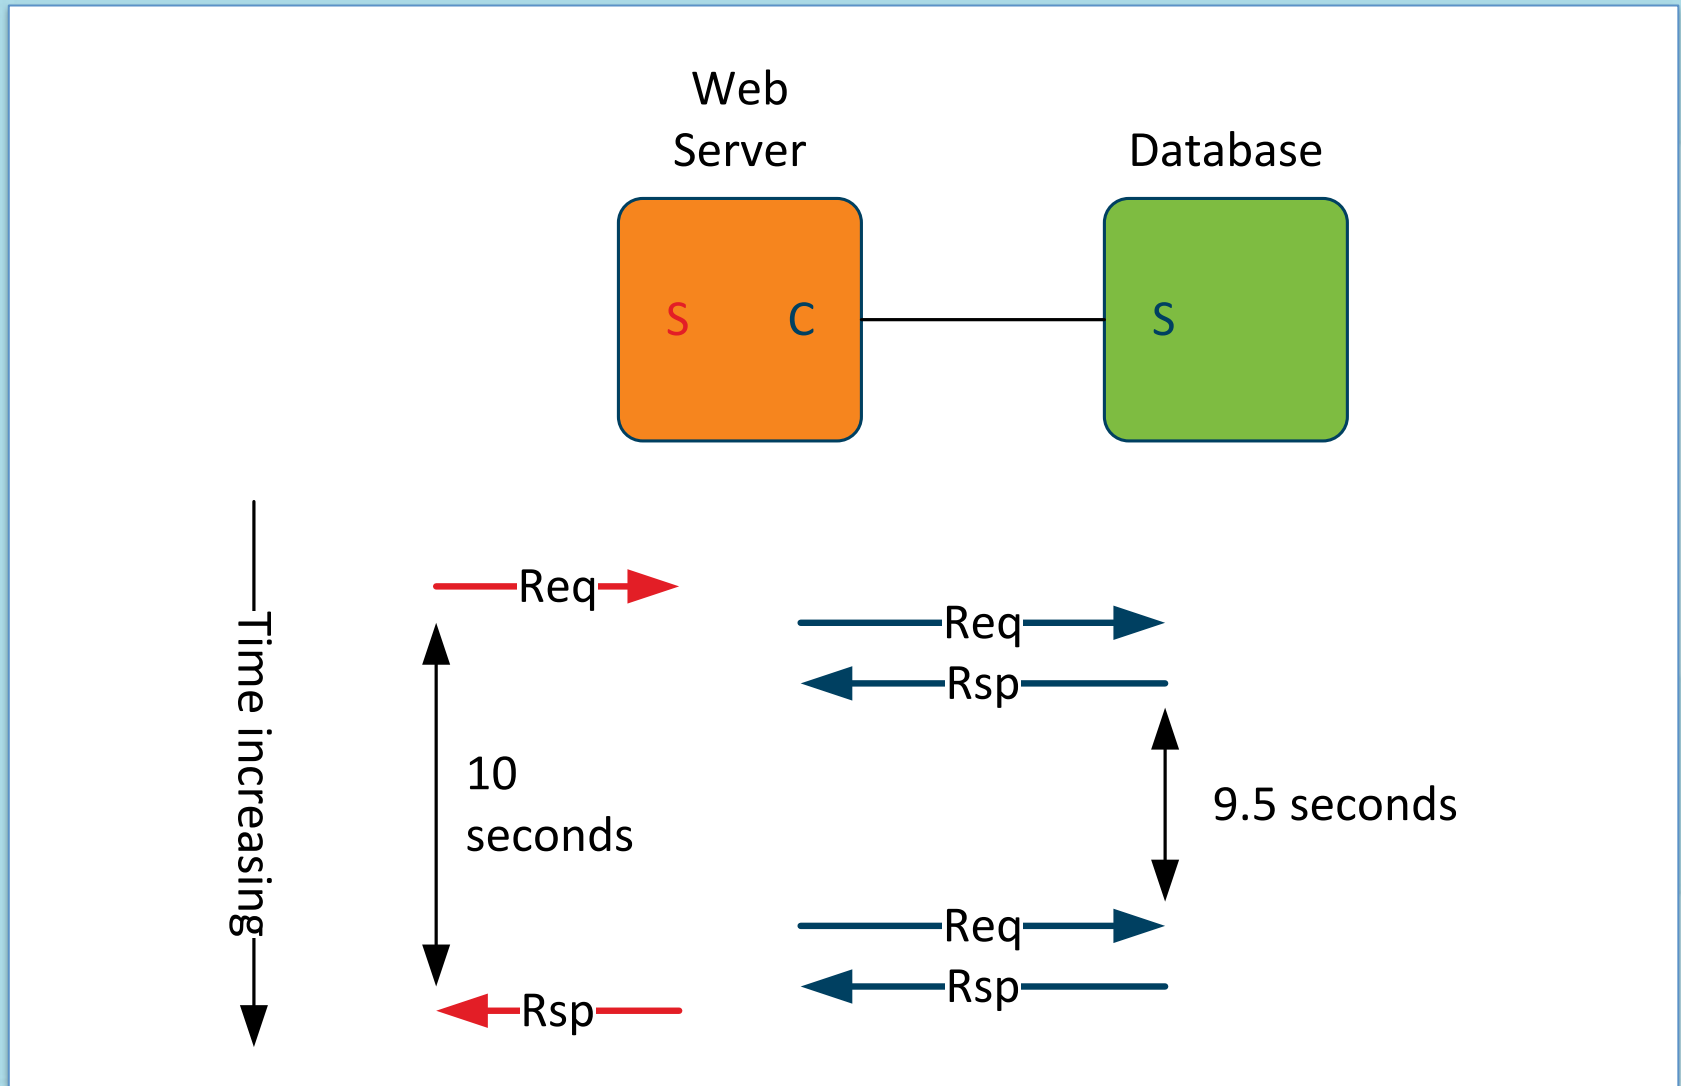 Web
Server
Database
S
C
S
Time increasing
Req
Req
Rsp
10
seconds
9.5 seconds
Req
Rsp
Rsp